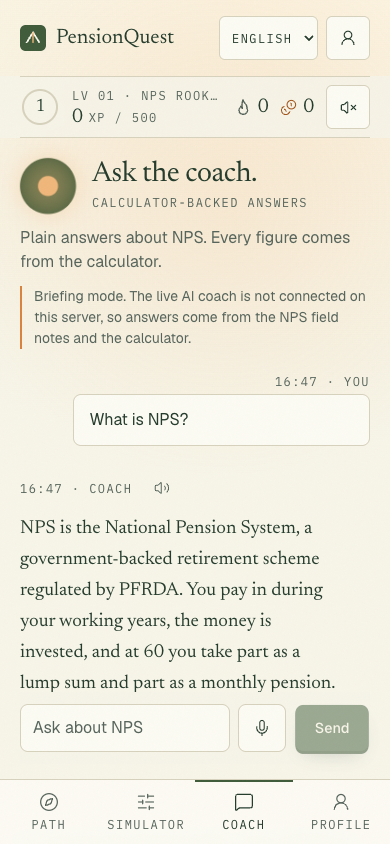 PensionQuest
ENGLISH
1
LV 01 · NPS ROOK…
0 XP / 500
0
0
Ask the coach.
CALCULATOR-BACKED ANSWERS
Plain answers about NPS. Every figure comes
from the calculator.
Briefing mode. The live AI coach is not connected on
this server, so answers come from the NPS field
notes and the calculator.
16:47 · YOU
What is NPS?
16:47 · COACH
NPS is the National Pension System, a
government-backed retirement scheme
regulated by PFRDA. You pay in during
your working years, the money is
invested, and at 60 you take part as a
lump sum and part as a monthly pension.
Ask about NPS
Send
PATH
SIMULATOR
COACH
PROFILE